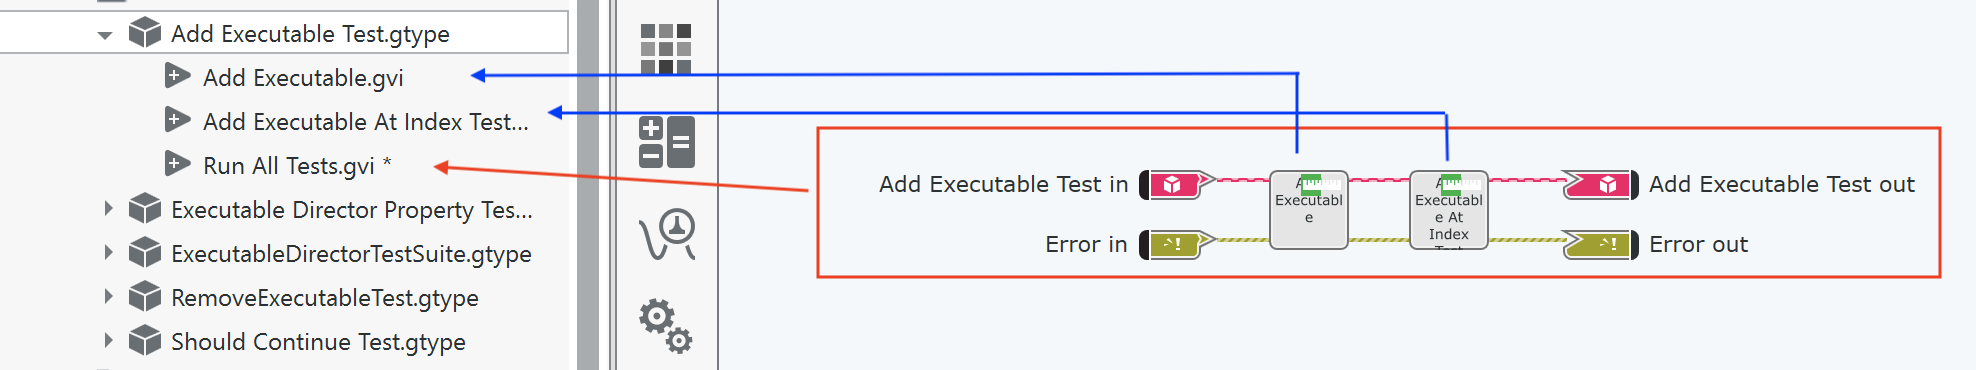 Add Executable Test.gtype
Add Executable.gvi
Add Executable At Index Test...
Run All Tests.gvi *
Executable Director Property Tes...
ExecutableDirectorTestSuite.gtype
RemoveExecutableTest.gtype
Should Continue Test.gtype
Add Executable Test in
Error in
Executabl
e
Executabl
e At
Index
Add Executable Test out
Error out